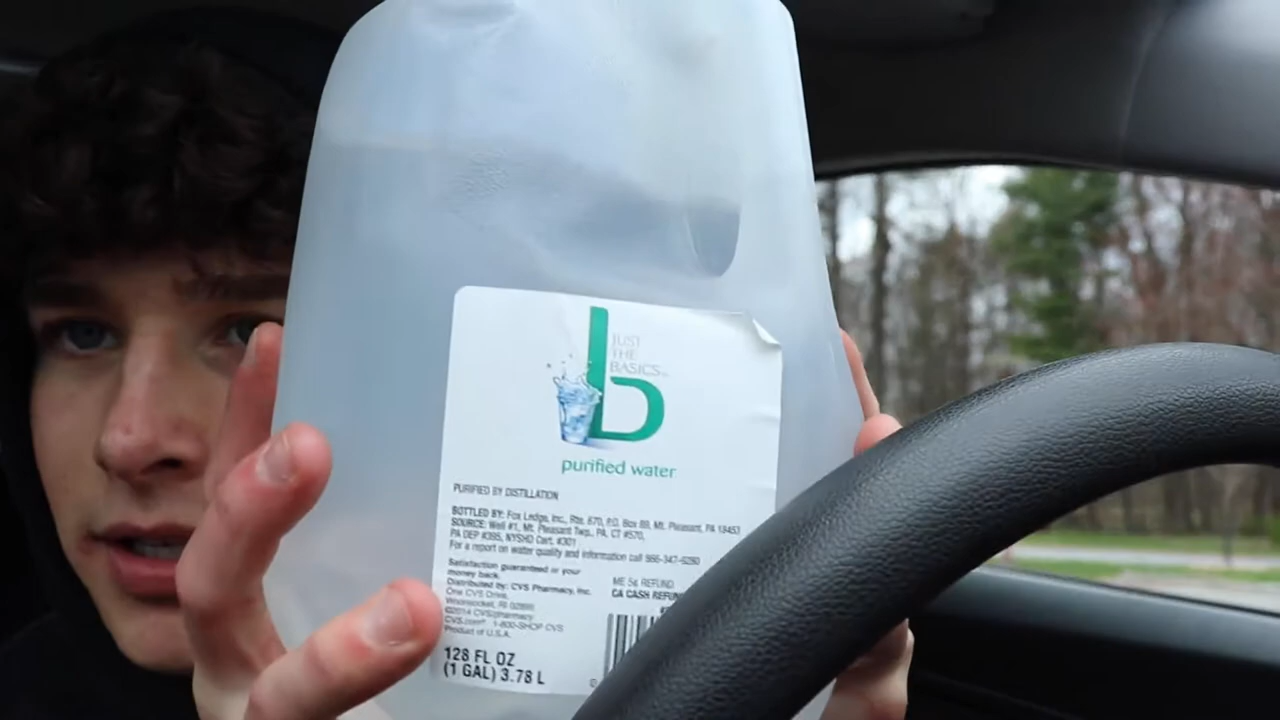 JUST
THE
BASICS
purified water
PURIFIED BY DISTILLATION
BOTTLED BY: Fox Ledge, Inc., Rte. 670, P.O. Box 89, Mt. Pleasant, PA 18453
SOURCE: Well #1, Mt. Pleasant Twp., PA, CT #570,
PA DEP #395, NYSHD Cert. #301
For a report on water quality and information call 866-347-6280
Satisfaction guaranteed or your
money back.
Distributed by: CVS Pharmacy, Inc.
One CVS Drive,
Woonsocket, RI 02895
©2014 CVS/pharmacy
CVS.com® 1-800-SHOP CVS
Product of U.S.A.
ME 5¢ REFUND
CA CASH REFUND
128 FL OZ
(1 GAL) 3.78 L